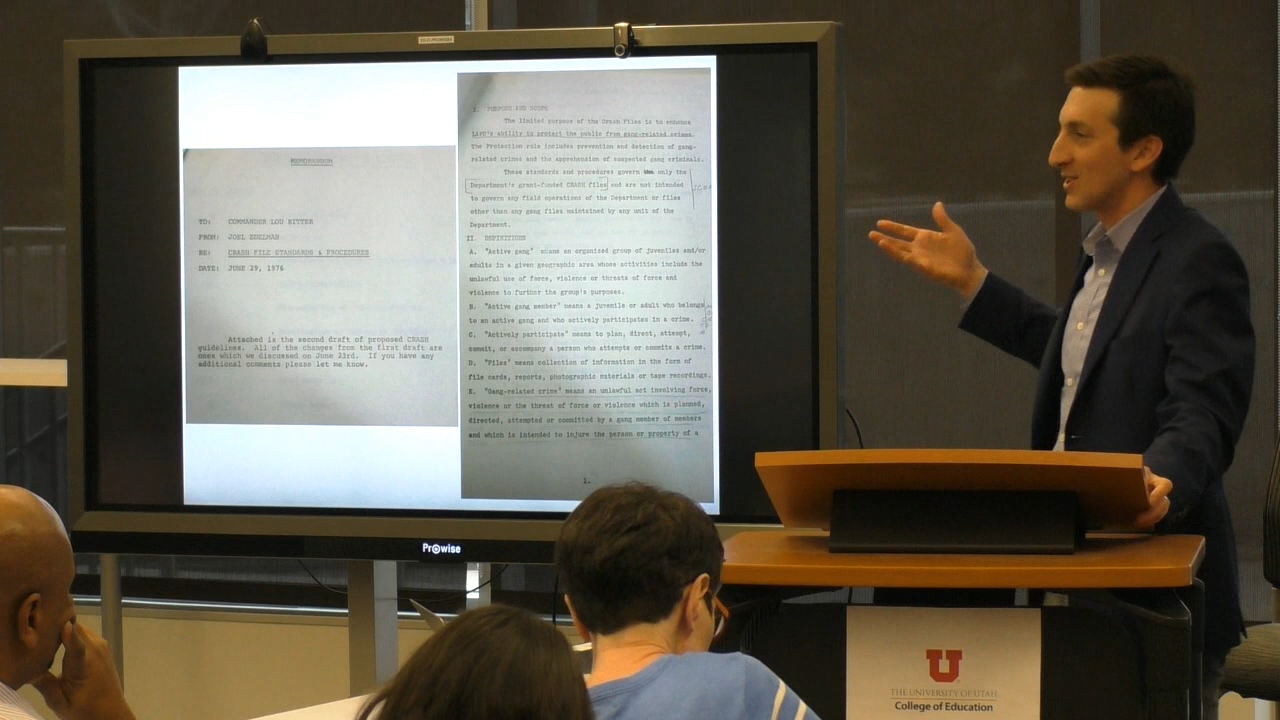 MEMORANDUM
TO: COMMANDER LOU RITTER
FROM: JOEL EDELMAN
RE: CRASH FILE STANDARDS & PROCEDURES
DATE: JUNE 29, 1976
Attached is the second draft of proposed CRASH
guidelines. All of the changes from the first draft are
ones which we discussed on June 23rd. If you have any
additional comments please let me know.
I. PURPOSE AND SCOPE
The limited purpose of the Crash Files is to enhance
LAPD's ability to protect the public from gang-related crime.
The Protection role includes prevention and detection of gang-
related crimes and the apprehension of suspected gang criminals.
These standards and procedures govern only the
Department's grant-funded CRASH files and are not intended
to govern any field operations of the Department or files
other than any gang files maintained by any unit of the
Department.
II. DEFINITIONS
A. "Active gang" means an organized group of juveniles and/or
adults in a given geographic area whose activities include the
unlawful use of force, violence or threats of force and
violence to further the group's purposes.
B. "Active gang member" means a juvenile or adult who belongs
to an active gang and who actively participates in a crime.
C. "Actively participate" means to plan, direct, attempt,
commit, or accompany a person who attempts or commits a crime.
D. "Files" means collection of information in the form of
file cards, reports, photographic materials or tape recordings.
E. "Gang-related crime" means an unlawful act involving force,
violence or the threat of force or violence which is planned,
directed, attempted or committed by a gang member of members
and which is intended to injure the person or property of a
1.
Prowise
U
THE UNIVERSITY OF UTAH
College of Education